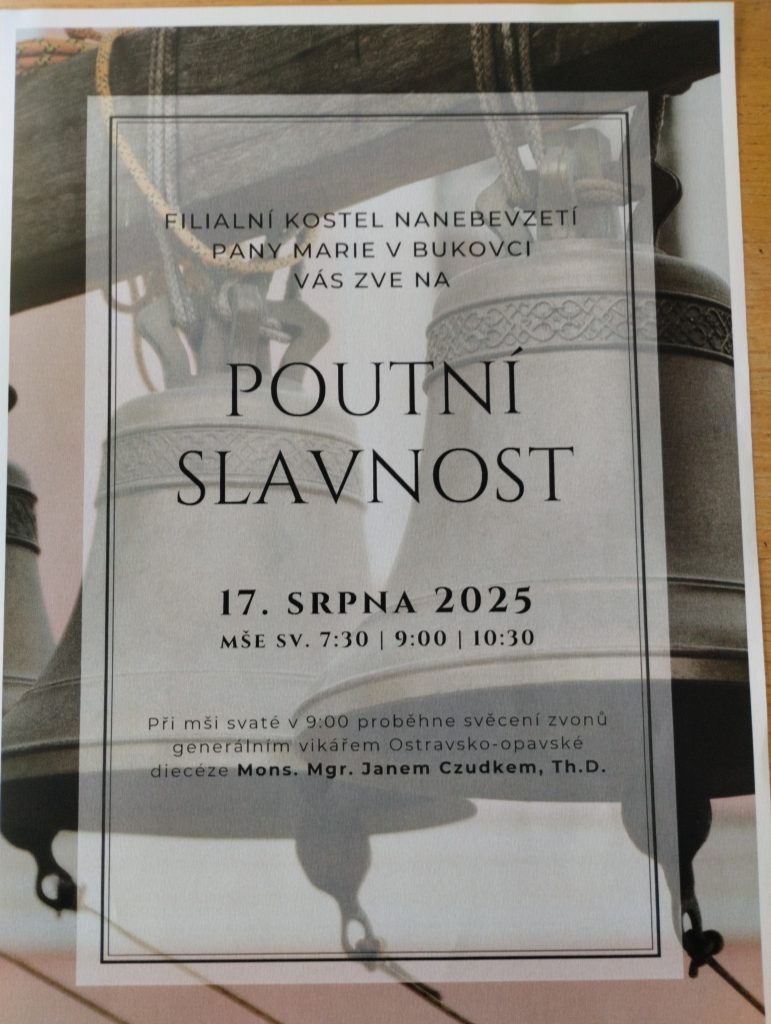 FILIALNÍ KOSTEL NANEBEVZETÍ
PANY MARIE V BUKOVCI
VÁS ZVE NA
POUTNÍ
SLAVNOST
17. SRPNA 2025
MŠE SV. 7:30 | 9:00 | 10:30
Při mši svaté v 9:00 proběhne svěcení zvonů
generálním vikářem Ostravsko-opavské
diecéze Mons. Mgr. Janem Czudkem, Th.D.